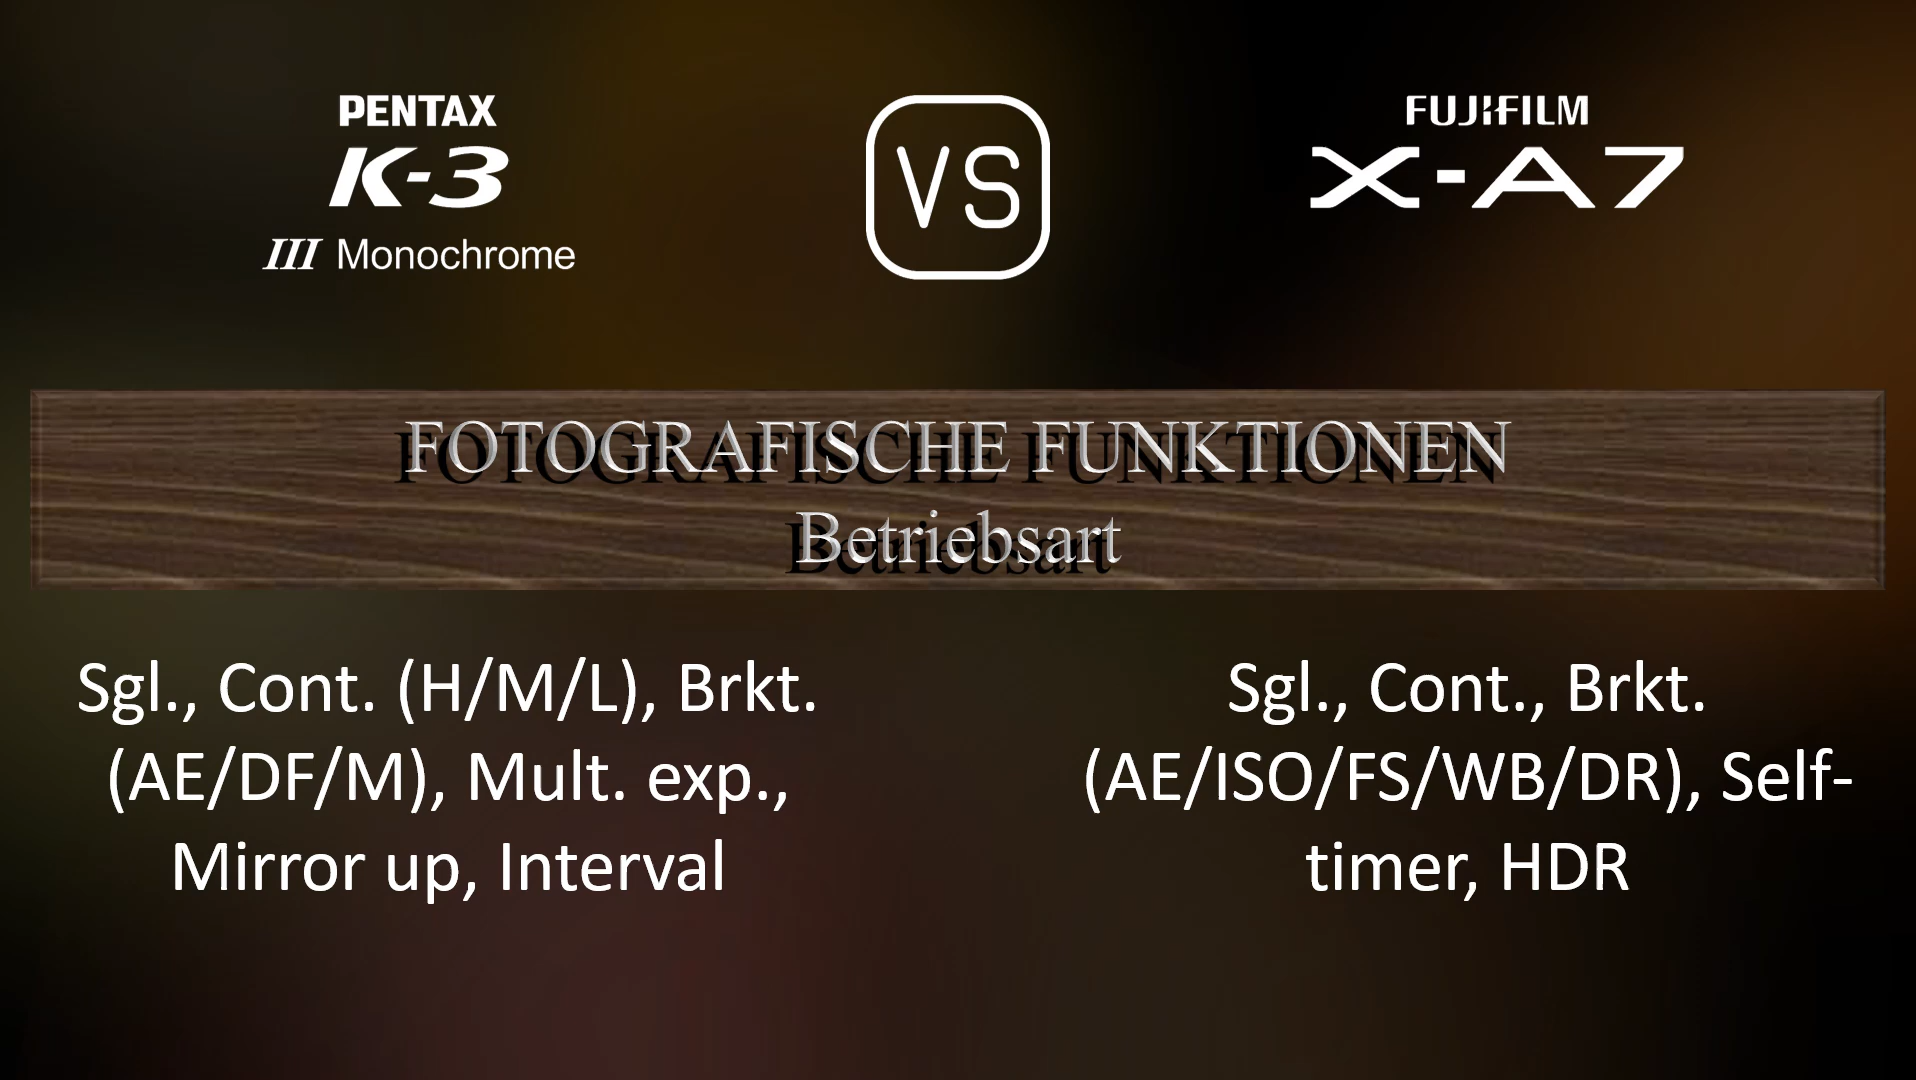 PENTAX
K-3
III Monochrome
VS
FUJIFILM
X-A7
FOTOGRAFISCHE FUNKTIONEN
Betriebsart
Sgl., Cont. (H/M/L), Brkt.
(AE/DF/M), Mult. exp.,
Mirror up, Interval
Sgl., Cont., Brkt.
(AE/ISO/FS/WB/DR), Self-
timer, HDR